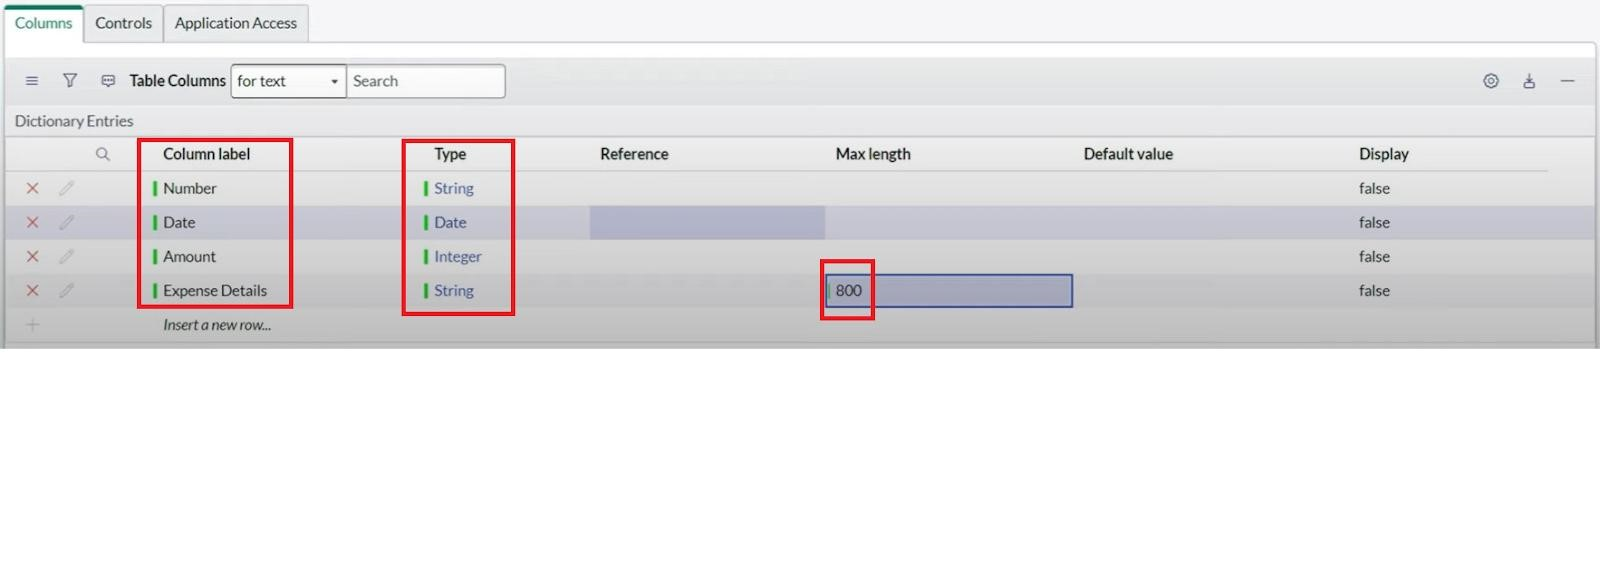 Columns Controls Application Access
Table Columns for text Search
Dictionary Entries
Column label Type Reference Max length Default value Display
Number String false
Date Date false
Amount Integer false
Expense Details String 800 false
Insert a new row...